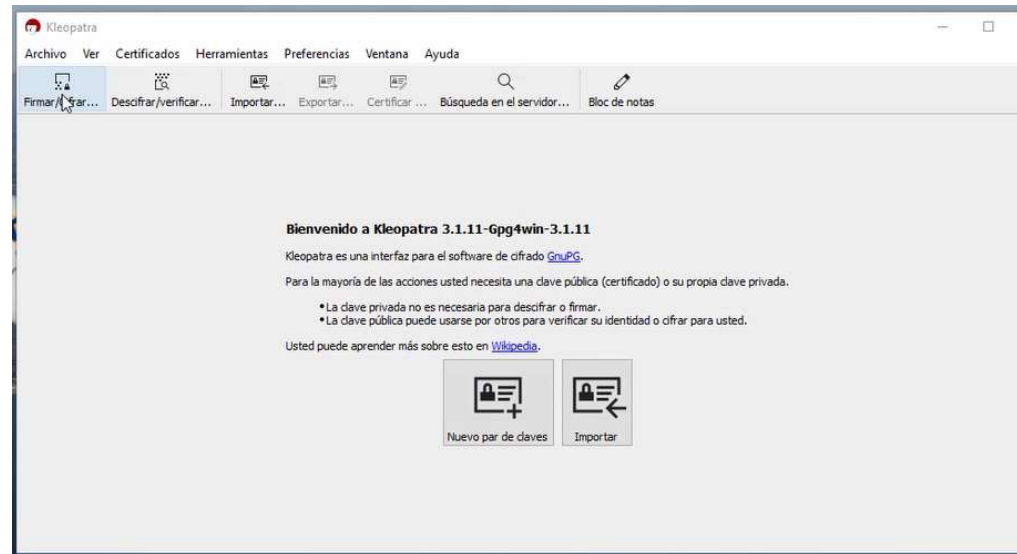 Kleopatra
Archivo Ver Certificados Herramientas Preferencias Ventana Ayuda
Descifrar/verificar... Importar... Exportar... Certificar ... Búsqueda en el servidor... Bloc de notas
Bienvenido a Kleopatra 3.1.11-Gpg4win-3.1.11
Kleopatra es una interfaz para el software de cifrado GnuPG.
Para la mayoría de las acciones usted necesita una clave pública (certificado) o su propia clave privada.
•La clave privada no es necesaria para descifrar o firmar.
•La clave pública puede usarse por otros para verificar su identidad o cifrar para usted.
Usted puede aprender más sobre esto en Wikipedia.
Nuevo par de claves Importar